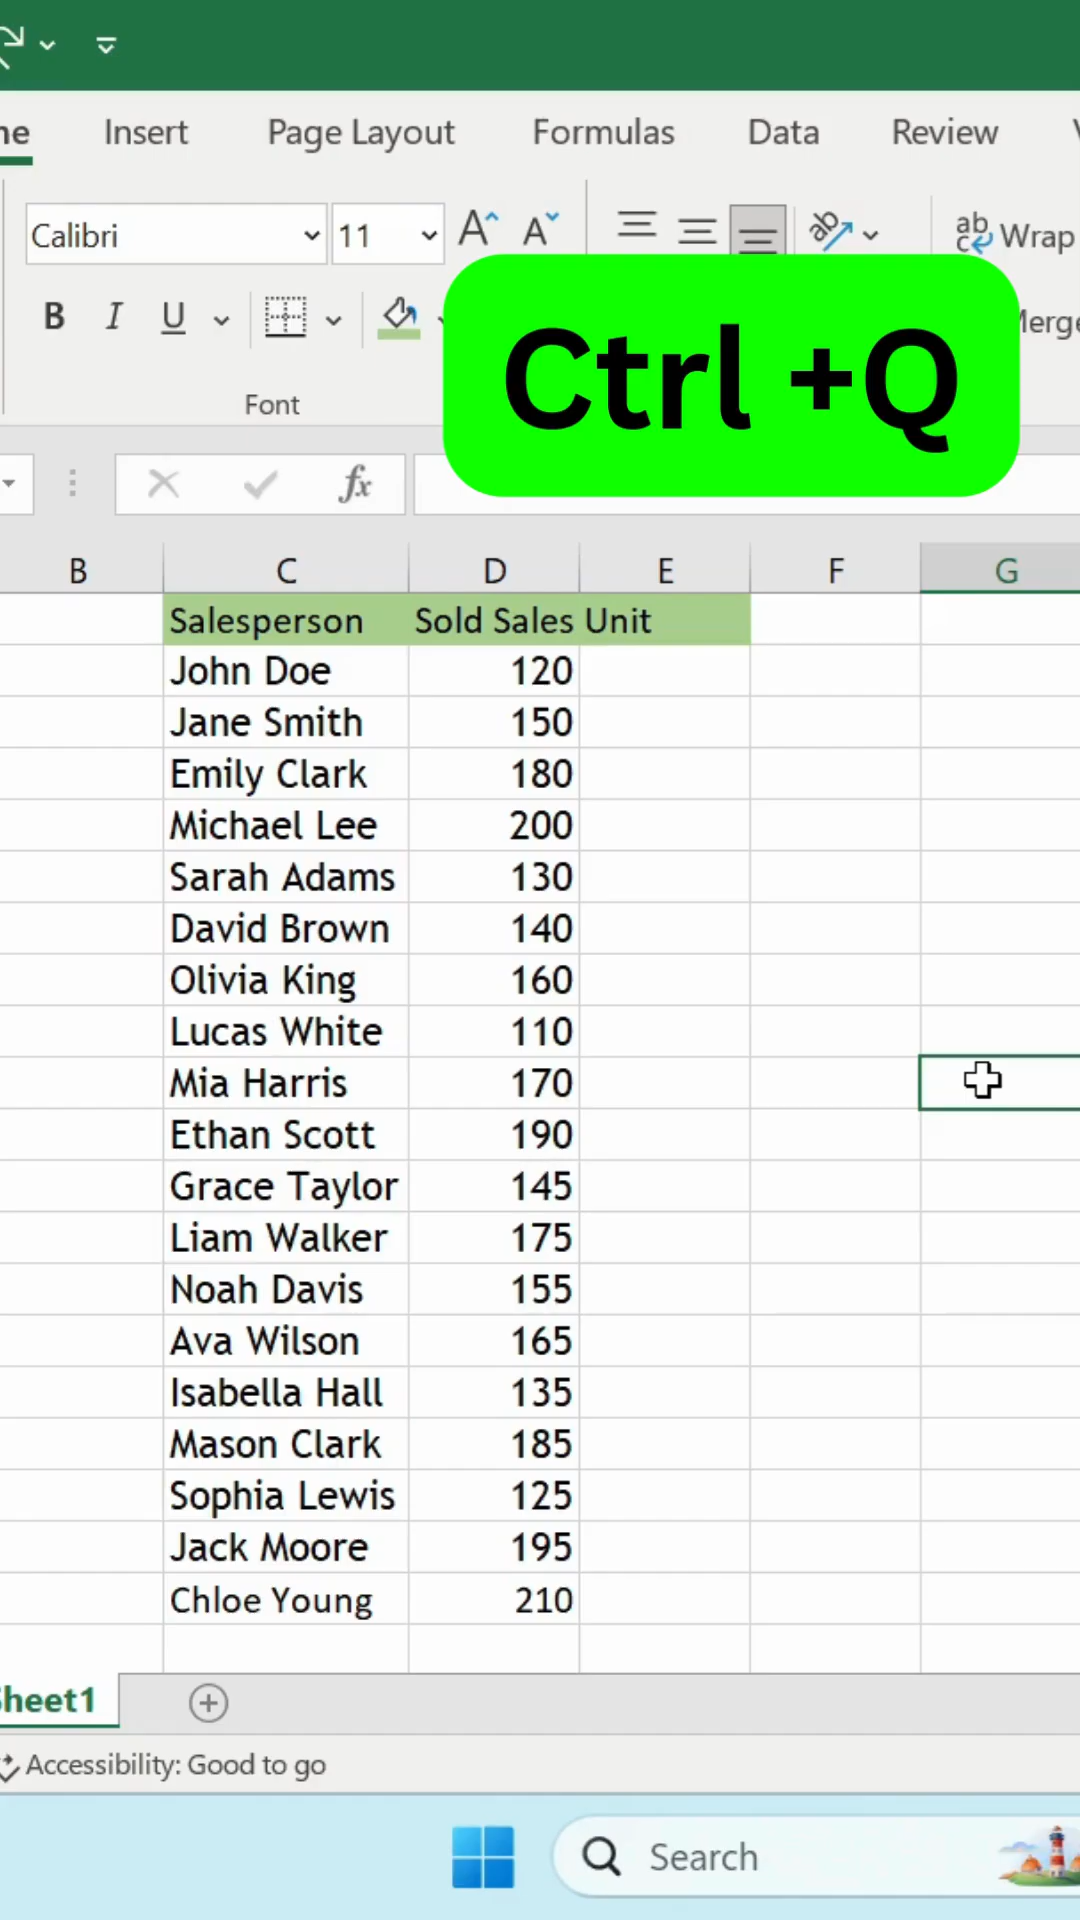 ne Insert Page Layout Formulas Data Review
Calibri 11 A A ab ab c Wrap
B I U Merge
Ctrl +Q
Font
fx
B C D E F G
Salesperson Sold Sales Unit
John Doe 120
Jane Smith 150
Emily Clark 180
Michael Lee 200
Sarah Adams 130
David Brown 140
Olivia King 160
Lucas White 110
Mia Harris 170
Ethan Scott 190
Grace Taylor 145
Liam Walker 175
Noah Davis 155
Ava Wilson 165
Isabella Hall 135
Mason Clark 185
Sophia Lewis 125
Jack Moore 195
Chloe Young 210
Sheet1
Accessibility: Good to go
Search